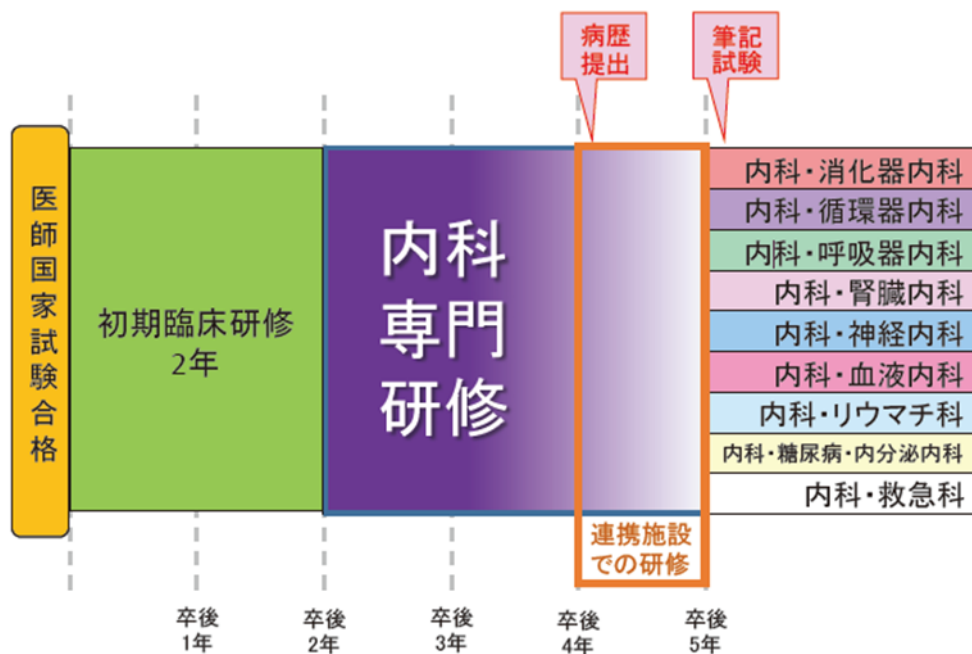 病歴
提出
筆記
試験
医師国家試験合格
初期臨床研修
2年
内科
専門
研修
内科・消化器内科
内科・循環器内科
内科・呼吸器内科
内科・腎臓内科
内科・神経内科
内科・血液内科
内科・リウマチ科
内科・糖尿病・内分泌内科
内科・救急科
連携施設
での研修
卒後
1年
卒後
2年
卒後
3年
卒後
4年
卒後
5年